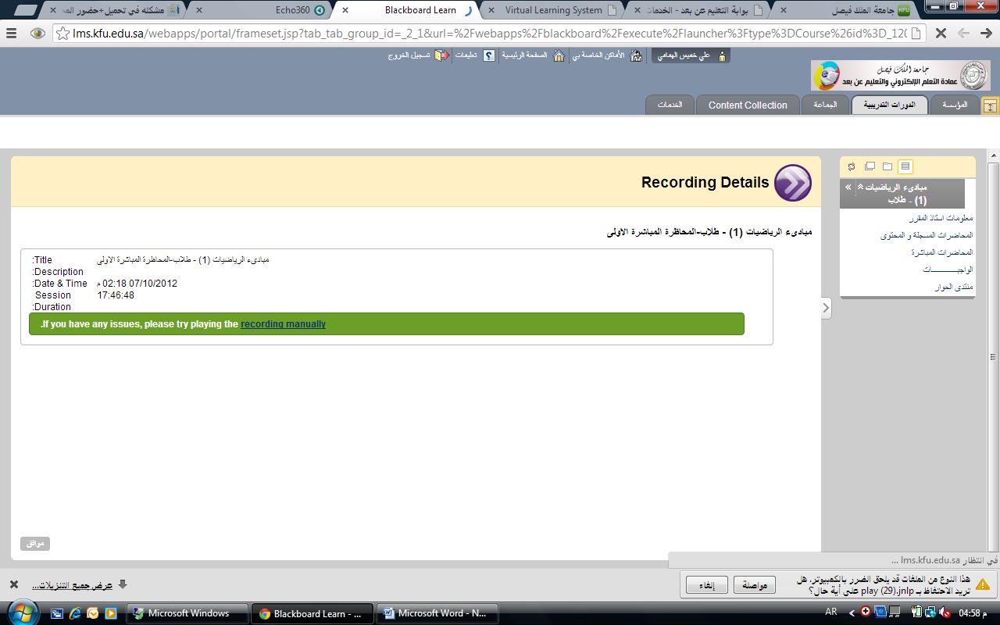 جامعة الملك فيصل
بوابة التعليم عن بعد - الخدمات
Virtual Learning System
Blackboard Learn
Echo360
مشكله في تحميل+حضور المح
lms.kfu.edu.sa/webapps/portal/frameset.jsp?tab_tab_group_id=_2_1&url=%2Fwebapps%2Fblackboard%2Fexecute%2Flauncher%3Ftype%3DCourse%26id%3D_120
علي خميس الهمامي
الأماكن الخاصة بي
الصفحة الرئيسية
تعليمات
تسجيل الخروج
جامعة الملك فيصل
عمادة التعلم الإلكتروني والتعليم عن بعد
المؤسسة
الدورات التدريبية
الجماعة
Content Collection
الخدمات
مبادىء الرياضيات
(1) - طلاب
معلومات استاذ المقرر
المحاضرات المسجلة و المحتوى
المحاضرات المباشرة
الواجبـــــــــــات
منتدى الحوار
Recording Details
مبادىء الرياضيات (1) - طلاب-المحاظرة المباشرة الاولى
:Title مبادىء الرياضيات (1) - طلاب-المحاظرة المباشرة الاولى
:Description
:Date & Time 07/10/2012 02:18 م
Session 17:46:48
:Duration
.If you have any issues, please try playing the recording manually
موافق
في انتظار lms.kfu.edu.sa ...
هذا النوع من الملفات قد يلحق الضرر بالكمبيوتر. هل
تريد الاحتفاظ بـ play (29).jnlp على أية حال؟
مواصلة
إلغاء
عرض جميع التنزيلات...
Microsoft Windows
Blackboard Learn - ...
Microsoft Word - N...
AR
04:58 م